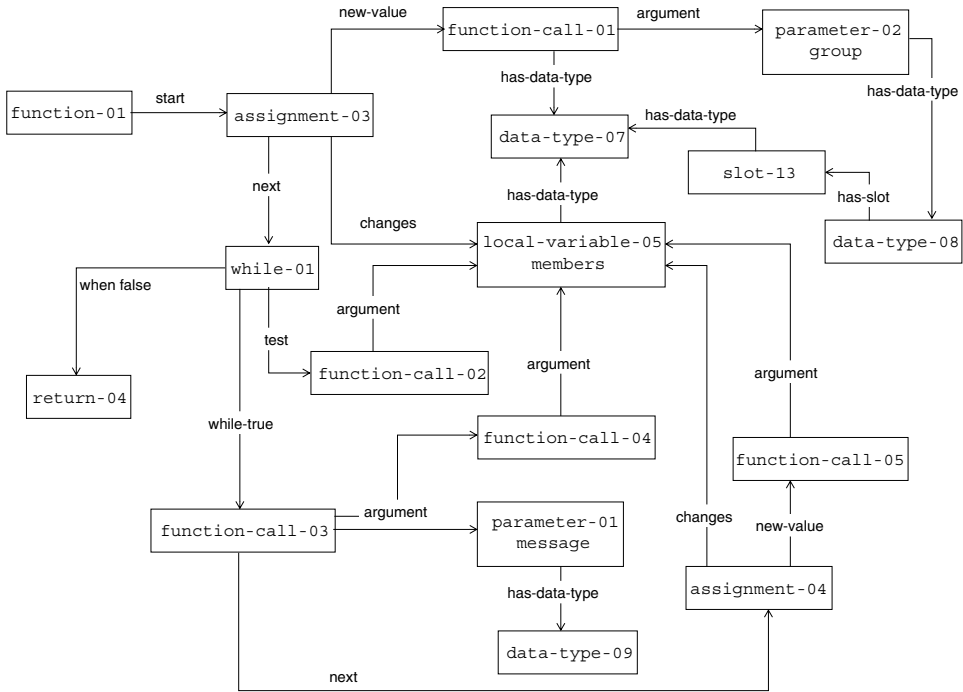 new-value
function-call-01
argument
parameter-02
group
has-data-type
has-data-type
function-01
start
assignment-03
data-type-07
has-data-type
slot-13
next
has-data-type
has-slot
changes
local-variable-05
members
data-type-08
while-01
when false
argument
test
argument
argument
function-call-02
return-04
while-true
function-call-04
function-call-05
argument
function-call-03
parameter-01
message
changes
new-value
has-data-type
assignment-04
data-type-09
next